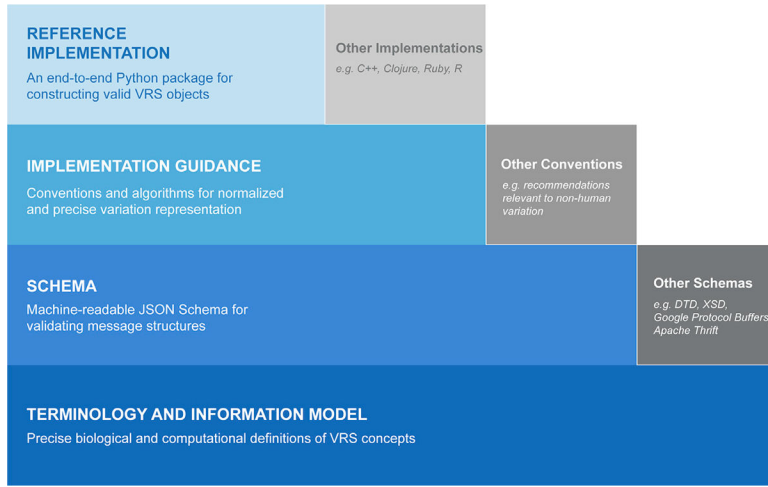 REFERENCE
IMPLEMENTATION
An end-to-end Python package for
constructing valid VRS objects
Other Implementations
e.g. C++, Clojure, Ruby, R
IMPLEMENTATION GUIDANCE
Conventions and algorithms for normalized
and precise variation representation
Other Conventions
e.g. recommendations
relevant to non-human
variation
SCHEMA
Machine-readable JSON Schema for
validating message structures
Other Schemas
e.g. DTD, XSD,
Google Protocol Buffers
Apache Thrift
TERMINOLOGY AND INFORMATION MODEL
Precise biological and computational definitions of VRS concepts